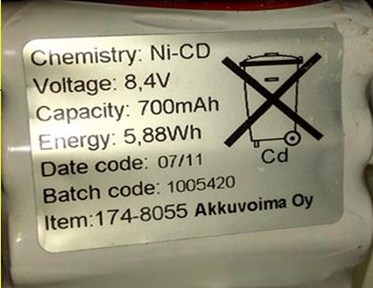 Chemistry: Ni-CD
Voltage: 8,4V
Capacity: 700mAh
Energy: 5,88Wh
Cd
Date code: 07/11
Batch code: 1005420
Item:174-8055 Akkuvoima Oy